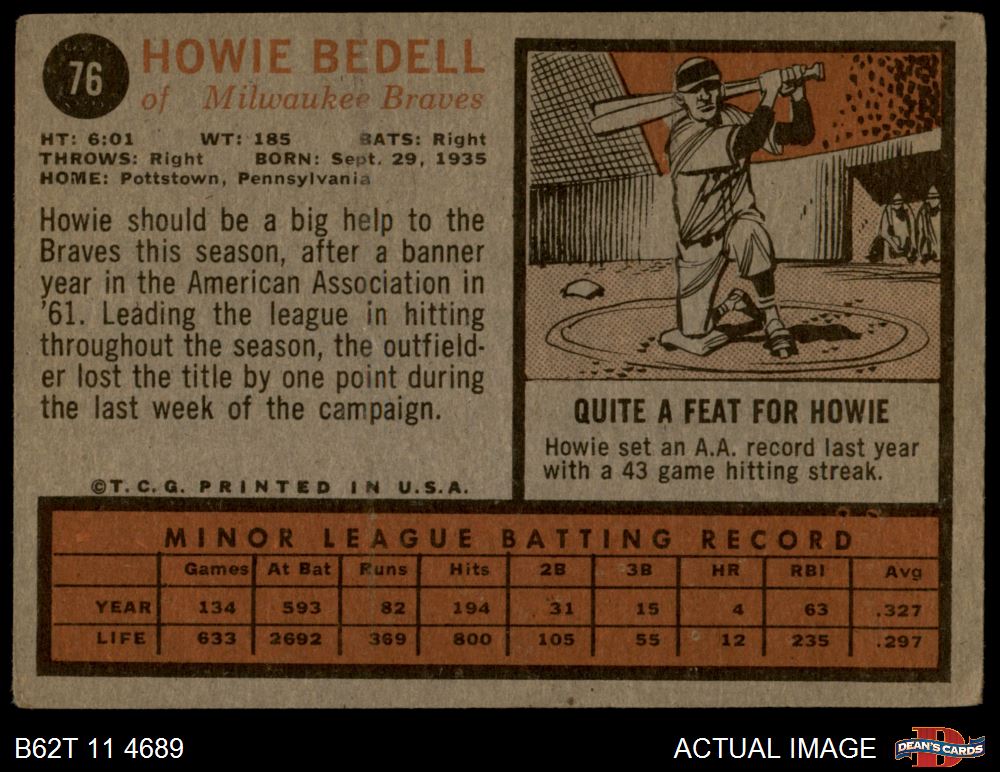 76
HOWIE BEDELL
of Milwaukee Braves
HT: 6:01 WT: 185 BATS: Right
THROWS: Right BORN: Sept. 29, 1935
HOME: Pottstown, Pennsylvania
Howie should be a big help to the
Braves this season, after a banner
year in the American Association in
'61. Leading the league in hitting
throughout the season, the outfield-
er lost the title by one point during
the last week of the campaign.
©T.C.G. PRINTED IN U.S.A.
QUITE A FEAT FOR HOWIE
Howie set an A.A. record last year
with a 43 game hitting streak.
MINOR LEAGUE BATTING RECORD
Games At Bat Runs Hits 2B 3B HR RBI Avg
YEAR 134 593 82 194 31 15 4 63 .327
LIFE 633 2692 369 800 105 55 12 235 .297
B62T 11 4689
ACTUAL IMAGE
D
DEAN'S CARDS